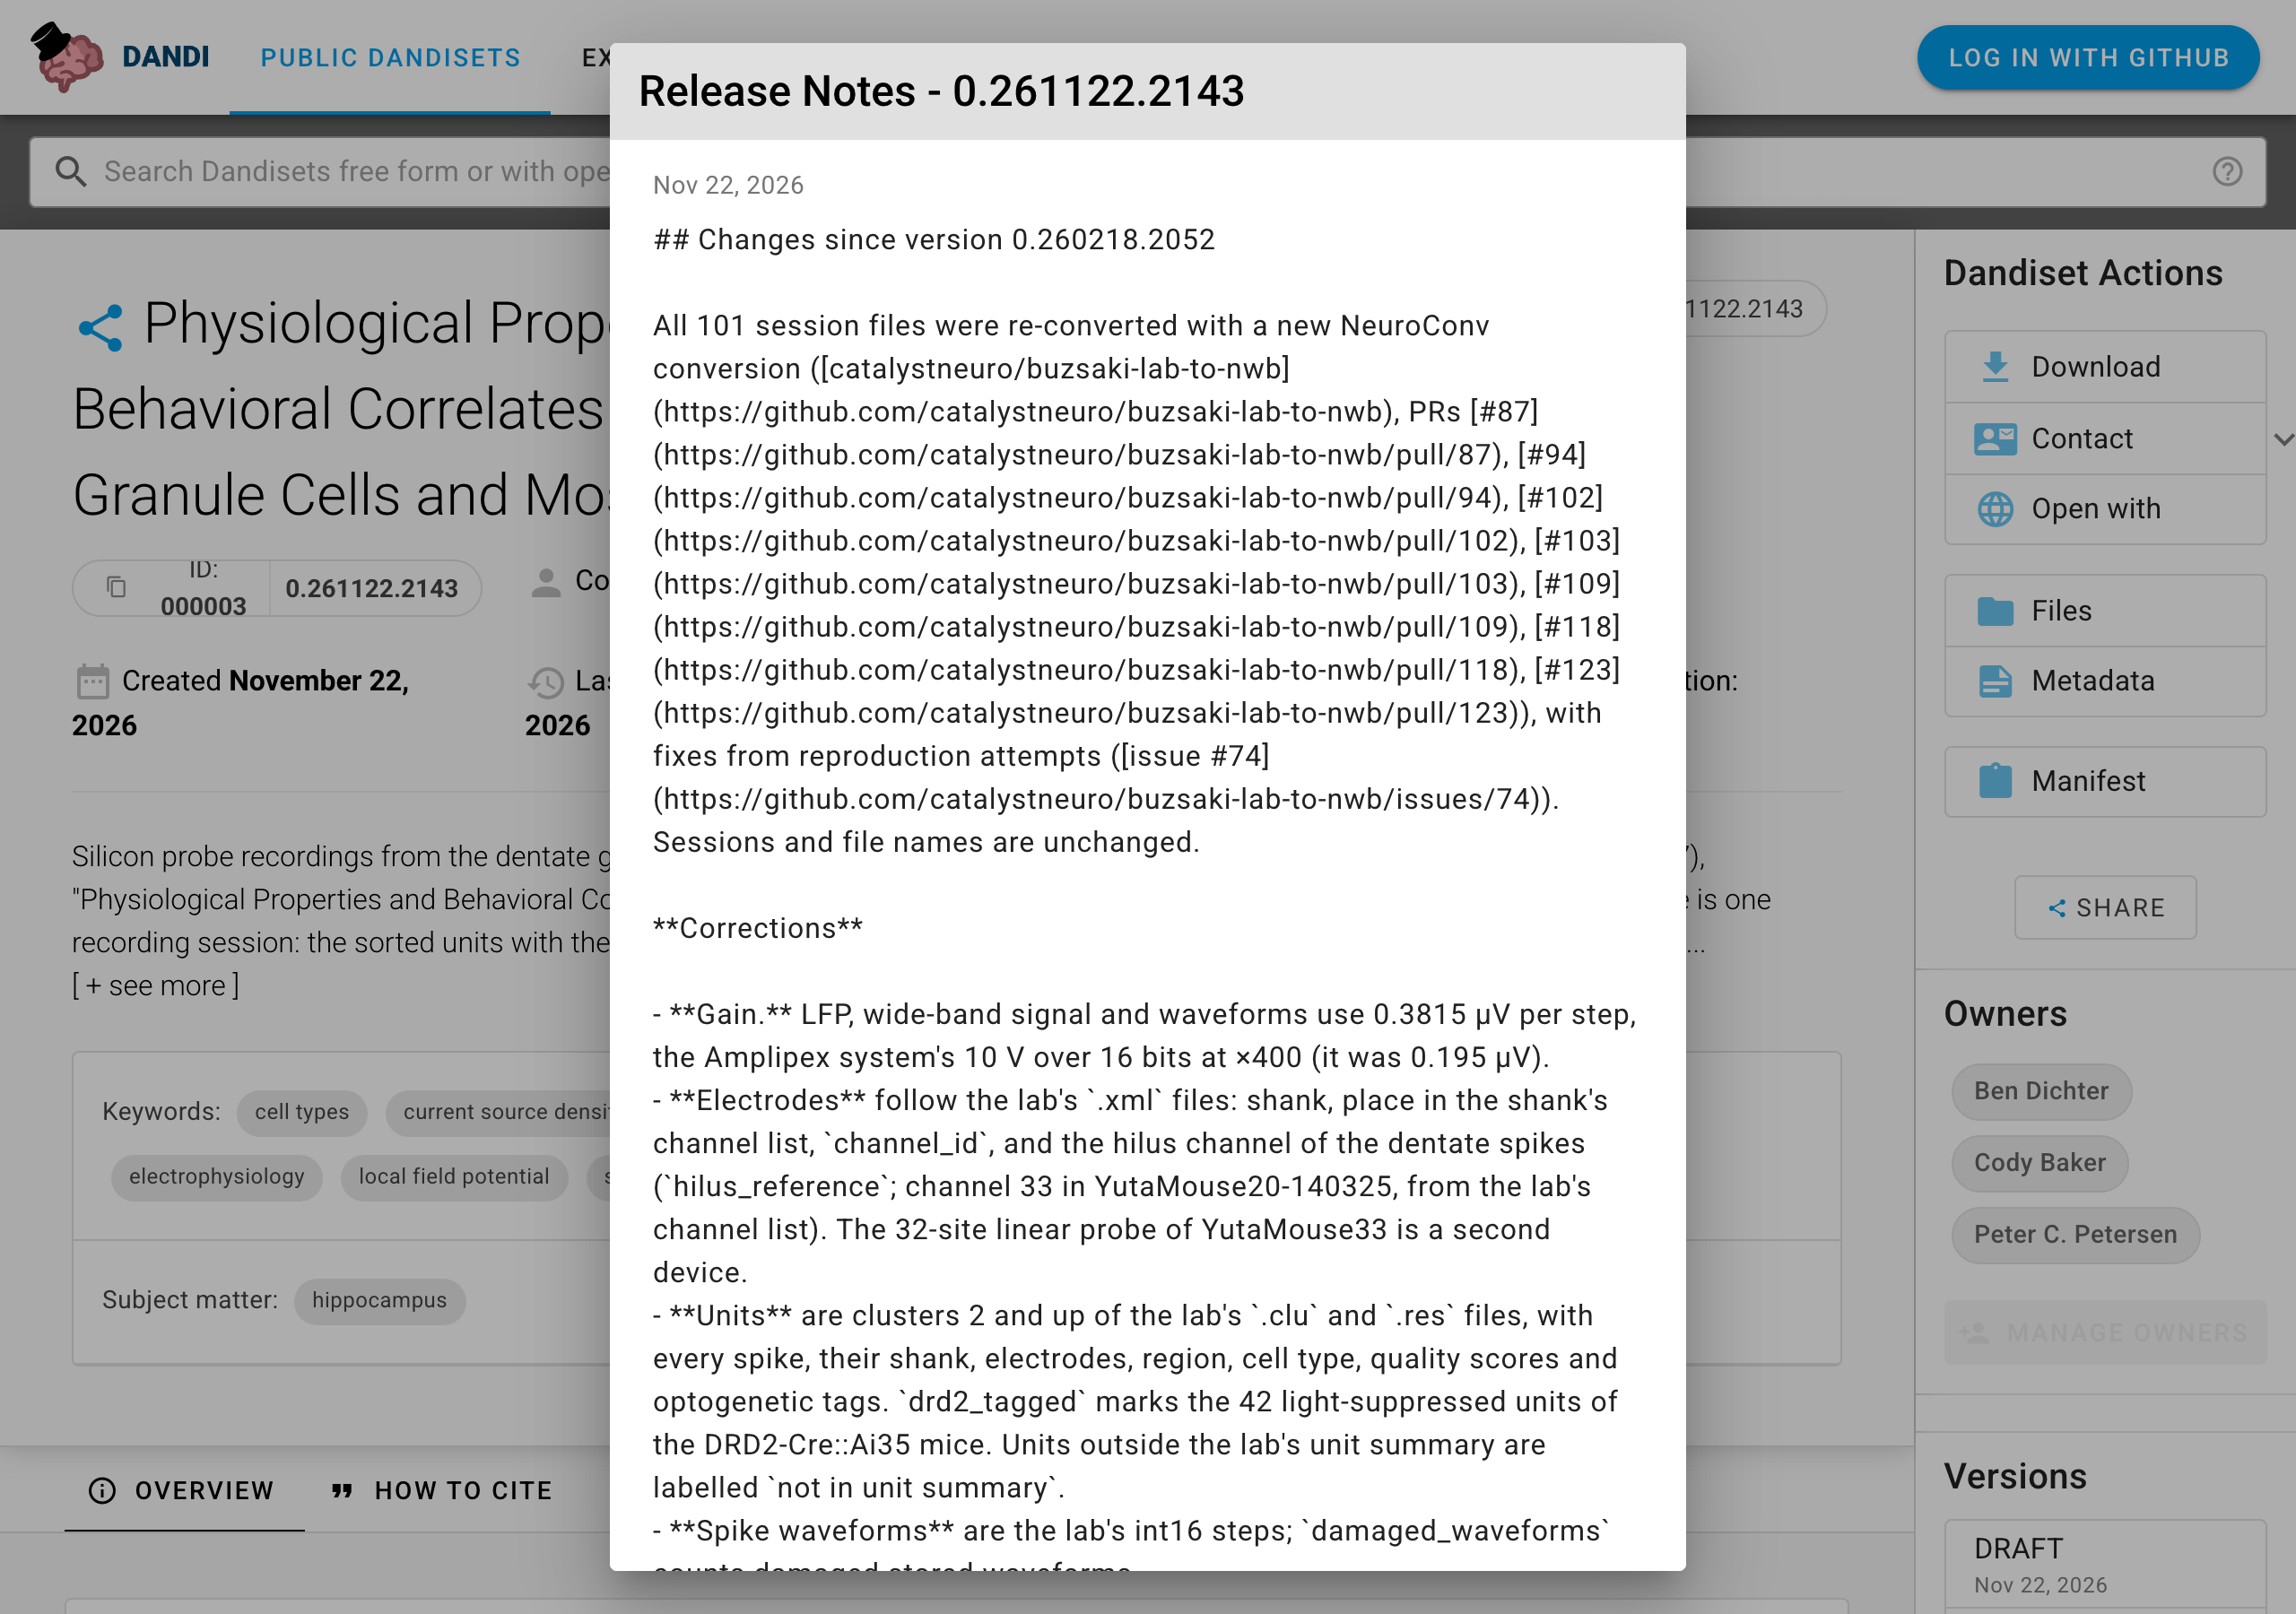 DANDI
PUBLIC DANDISETS
EX
LOG IN WITH GITHUB
Search Dandisets free form or with ope
Release Notes - 0.261122.2143
Nov 22, 2026
## Changes since version 0.260218.2052
All 101 session files were re-converted with a new NeuroConv
conversion ([catalystneuro/buzsaki-lab-to-nwb]
(https://github.com/catalystneuro/buzsaki-lab-to-nwb), PRs [#87]
(https://github.com/catalystneuro/buzsaki-lab-to-nwb/pull/87), [#94]
(https://github.com/catalystneuro/buzsaki-lab-to-nwb/pull/94), [#102]
(https://github.com/catalystneuro/buzsaki-lab-to-nwb/pull/102), [#103]
(https://github.com/catalystneuro/buzsaki-lab-to-nwb/pull/103), [#109]
(https://github.com/catalystneuro/buzsaki-lab-to-nwb/pull/109), [#118]
(https://github.com/catalystneuro/buzsaki-lab-to-nwb/pull/118), [#123]
(https://github.com/catalystneuro/buzsaki-lab-to-nwb/pull/123)), with
fixes from reproduction attempts ([issue #74]
(https://github.com/catalystneuro/buzsaki-lab-to-nwb/issues/74)).
Sessions and file names are unchanged.
**Corrections**
- **Gain.** LFP, wide-band signal and waveforms use 0.3815 µV per step,
the Amplipex system's 10 V over 16 bits at ×400 (it was 0.195 µV).
- **Electrodes** follow the lab's `.xml` files: shank, place in the shank's
channel list, `channel_id`, and the hilus channel of the dentate spikes
(`hilus_reference`; channel 33 in YutaMouse20-140325, from the lab's
channel list). The 32-site linear probe of YutaMouse33 is a second
device.
- **Units** are clusters 2 and up of the lab's `.clu` and `.res` files, with
every spike, their shank, electrodes, region, cell type, quality scores and
optogenetic tags. `drd2_tagged` marks the 42 light-suppressed units of
the DRD2-Cre::Ai35 mice. Units outside the lab's unit summary are
labelled `not in unit summary`.
- **Spike waveforms** are the lab's int16 steps; `damaged_waveforms`
counts damaged stored waveforms
Physiological Prop
Behavioral Correlates
Granule Cells and Mos
1122.2143
ID:
000003
0.261122.2143
Co
Created November 22,
2026
Las
2026
tion:
Silicon probe recordings from the dentate g
"Physiological Properties and Behavioral Co
recording session: the sorted units with the
[ + see more ]
'),
is one
...
Keywords:
cell types
current source densit
electrophysiology
local field potential
s
Subject matter:
hippocampus
OVERVIEW
HOW TO CITE
Dandiset Actions
Download
Contact
Open with
Files
Metadata
Manifest
SHARE
Owners
Ben Dichter
Cody Baker
Peter C. Petersen
MANAGE OWNERS
Versions
DRAFT
Nov 22, 2026